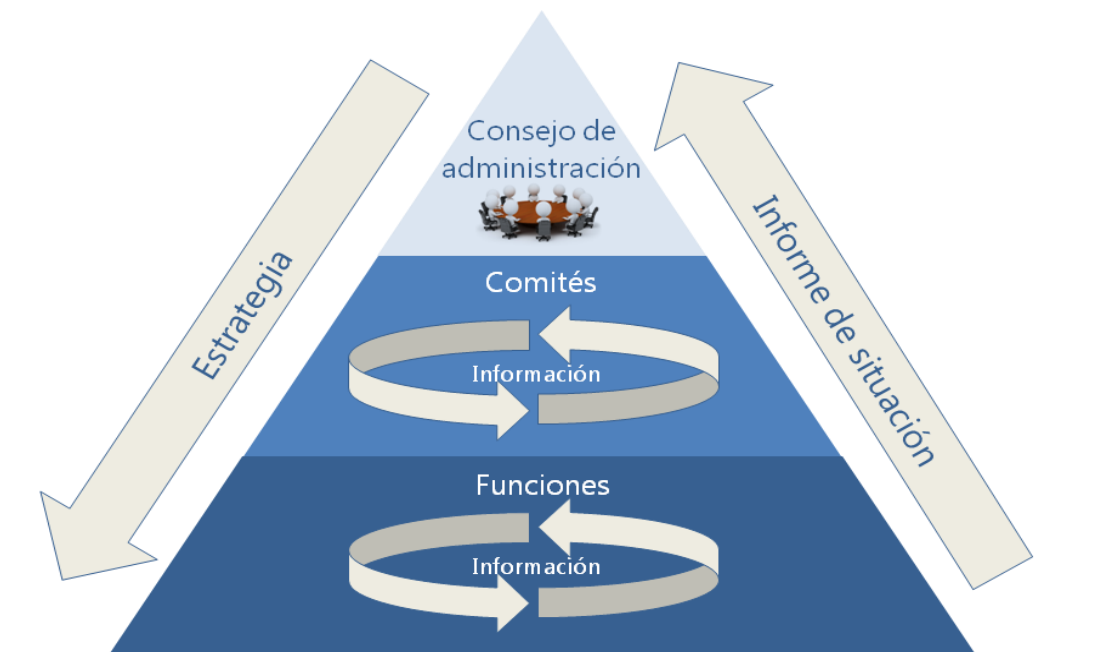 Consejo de
administración
Estrategia
Informe de situación
Comités
Información
Funciones
Información